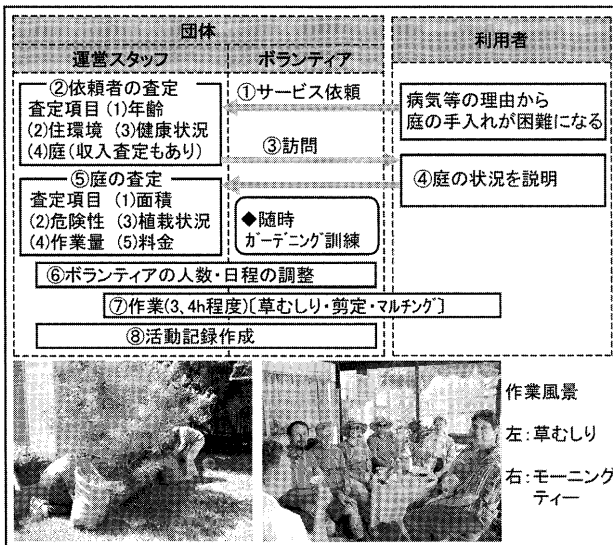 団体
利用者
運営スタッフ
ボランティア
②依頼者の査定
査定項目 (1)年齢
(2)住環境 (3)健康状況
(4)庭(収入査定もあり)
①サービス依頼
病気等の理由から
庭の手入れが困難になる
③訪問
④庭の状況を説明
⑤庭の査定
査定項目 (1)面積
(2)危険性 (3)植栽状況
(4)作業量 (5)料金
◆随時
ガーデニング訓練
⑥ボランティアの人数・日程の調整
⑦作業(3、4h程度)[草むしり・剪定・マルチング]
⑧活動記録作成
作業風景
左:草むしり
右:モーニング
ティー